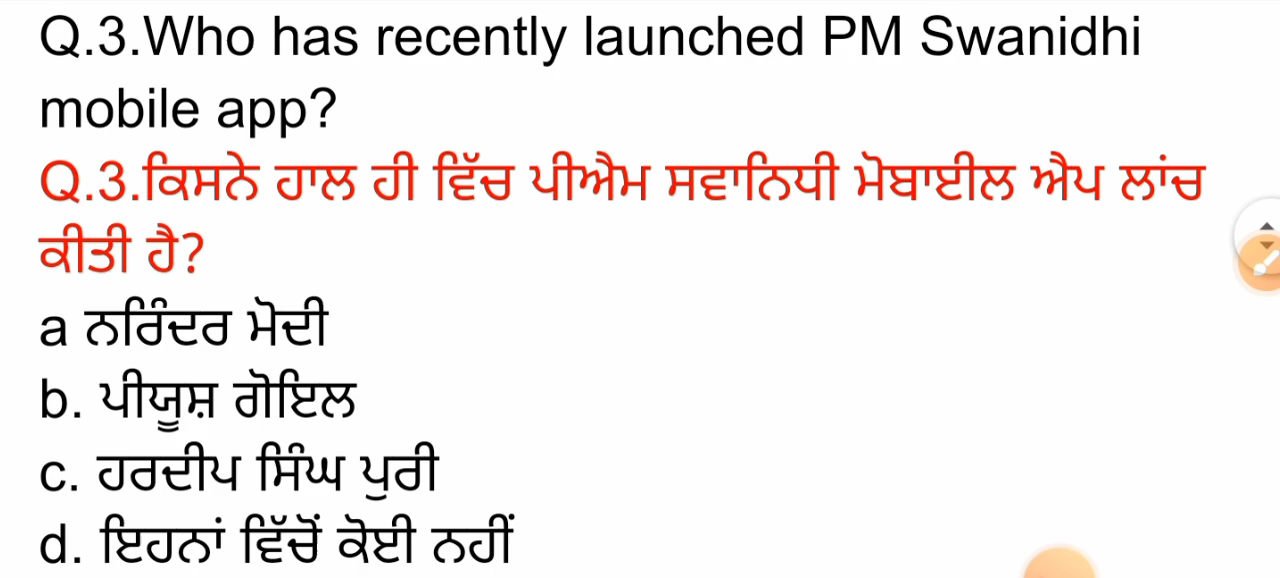 Q.3.Who has recently launched PM Swanidhi
mobile app?
Q.3.ਕਿਸਨੇ ਹਾਲ ਹੀ ਵਿੱਚ ਪੀਐਮ ਸਵਾਨਿਧੀ ਮੋਬਾਈਲ ਐਪ ਲਾਂਚ
ਕੀਤੀ ਹੈ?
a ਨਰਿੰਦਰ ਮੋਦੀ
b. ਪੀਯੂਸ਼ ਗੋਇਲ
c. ਹਰਦੀਪ ਸਿੰਘ ਪੁਰੀ
d. ਇਹਨਾਂ ਵਿੱਚੋਂ ਕੋਈ ਨਹੀਂ